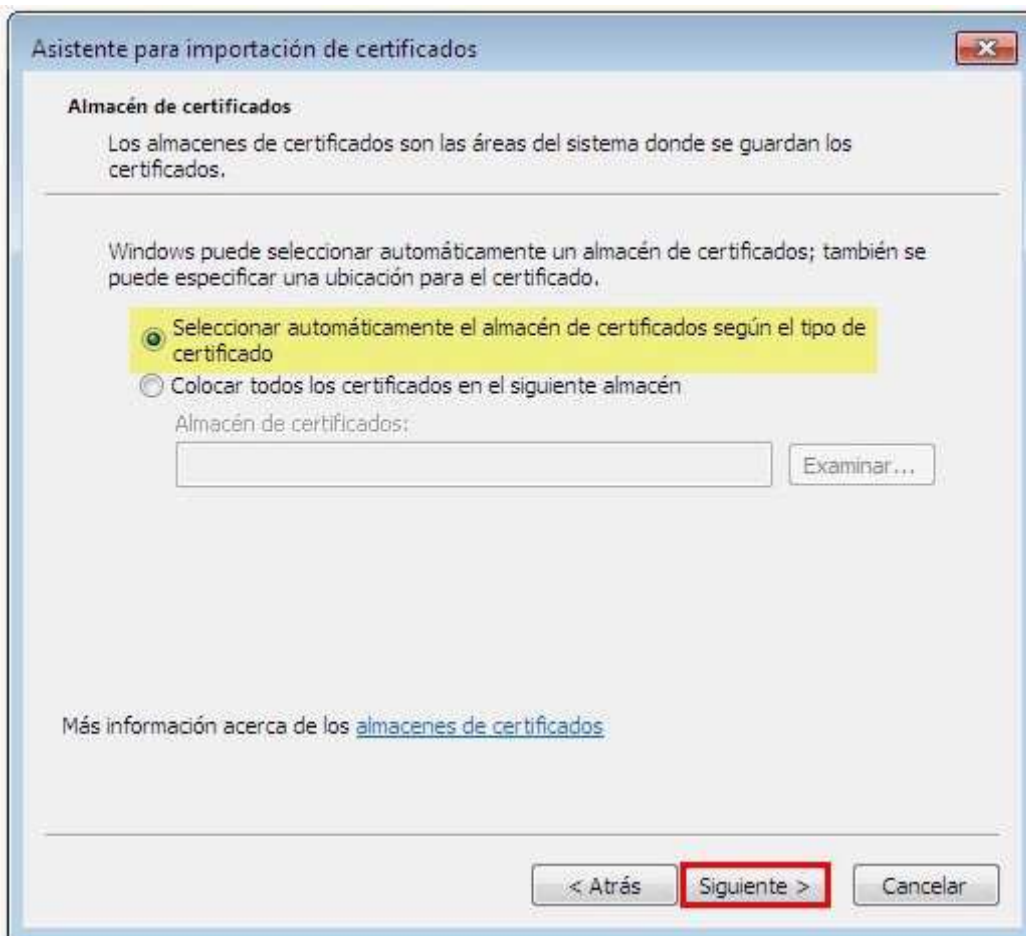 Asistente para importación de certificados
Almacén de certificados
Los almacenes de certificados son las áreas del sistema donde se guardan los
certificados.
Windows puede seleccionar automáticamente un almacén de certificados; también se
puede especificar una ubicación para el certificado.
Seleccionar automáticamente el almacén de certificados según el tipo de
certificado
Colocar todos los certificados en el siguiente almacén
Almacén de certificados:
Examinar...
Más información acerca de los almacenes de certificados
< Atrás Siguiente > Cancelar